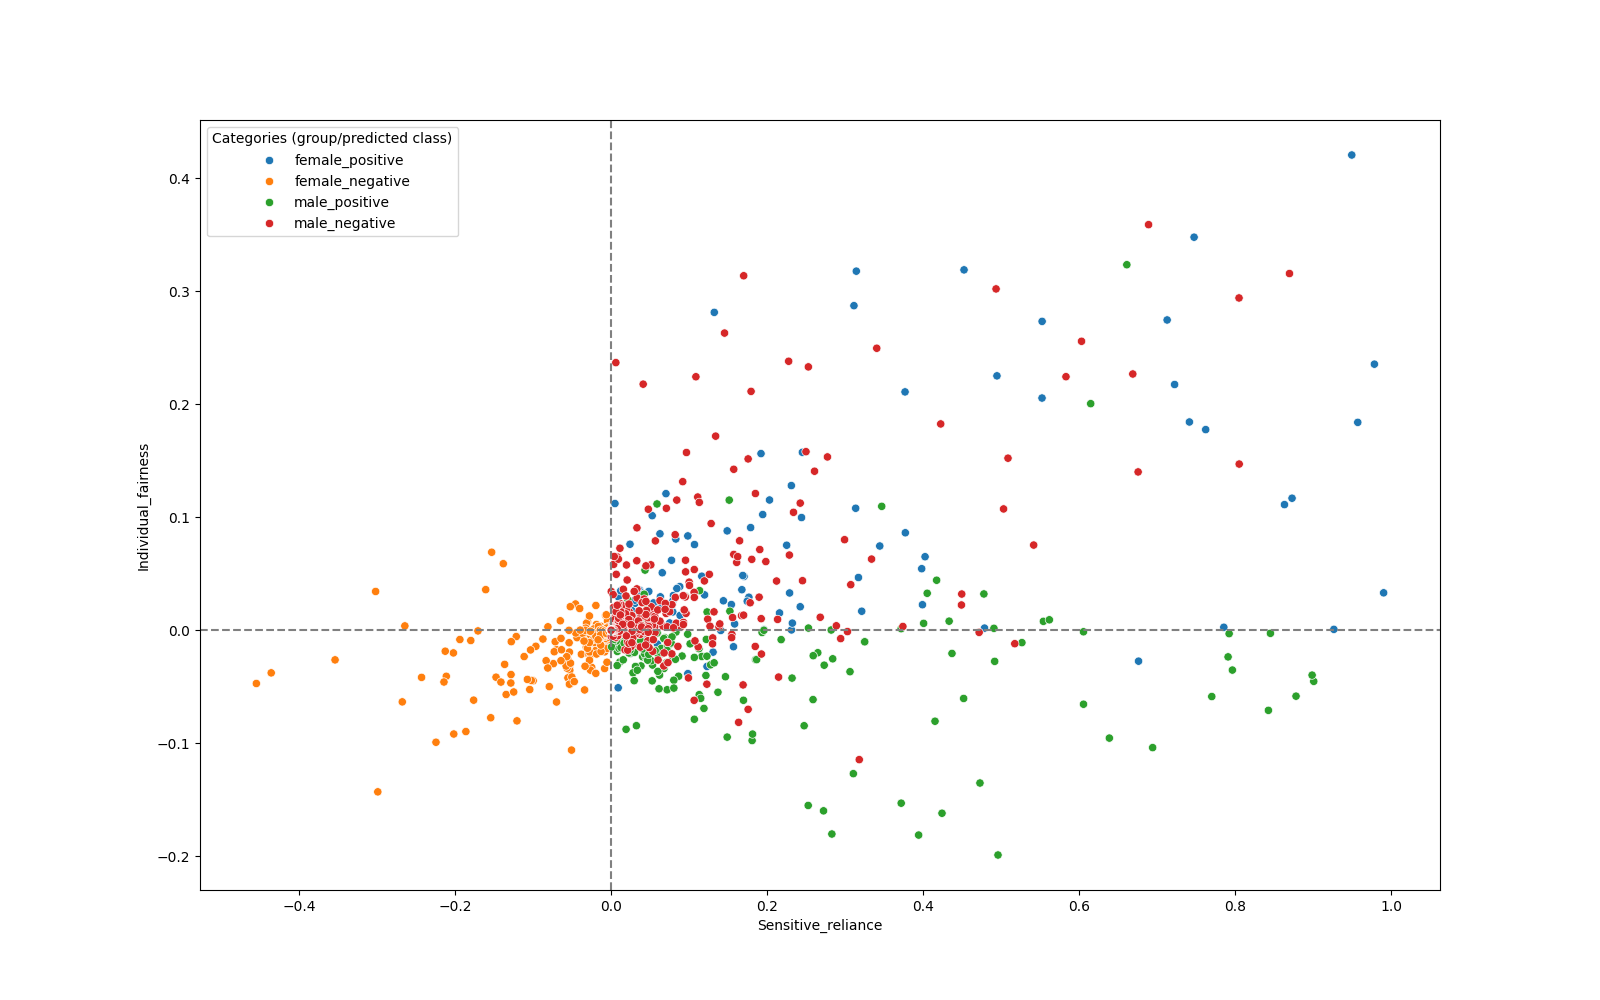 Categories (group/predicted class)
female_positive
female_negative
male_positive
male_negative
0.4
0.3
0.2
0.1
0.0
−0.1
−0.2
Individual_fairness
−0.4
−0.2
0.0
0.2
0.4
0.6
0.8
1.0
Sensitive_reliance